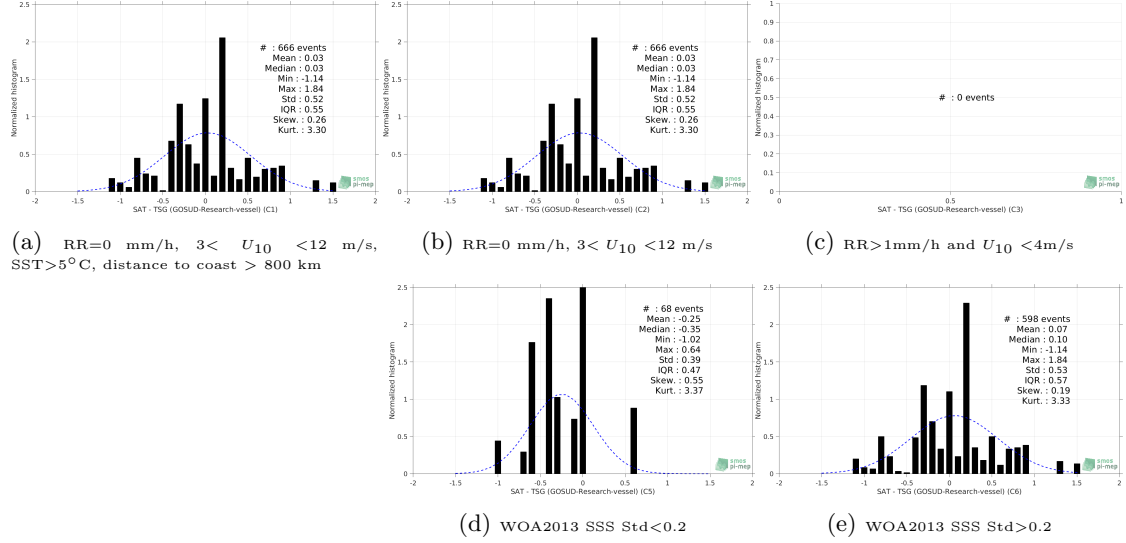 2.5
2
1.5
1
0.5
0
-2
-1.5
-1
-0.5
0
0.5
1
1.5
2
Normalized histogram
SAT - TSG (GOSUD-Research-vessel) (C1)
# : 666 events
Mean : 0.03
Median : 0.03
Min : -1.14
Max : 1.84
Std : 0.52
IQR : 0.55
Skew. : 0.26
Kurt. : 3.30
smos
pi-mep
(a) RR=0 mm/h, 3< U10 <12 m/s,
SST>5°C, distance to coast > 800 km
2.5
2
1.5
1
0.5
0
-2
-1.5
-1
-0.5
0
0.5
1
1.5
2
Normalized histogram
SAT - TSG (GOSUD-Research-vessel) (C2)
# : 666 events
Mean : 0.03
Median : 0.03
Min : -1.14
Max : 1.84
Std : 0.52
IQR : 0.55
Skew. : 0.26
Kurt. : 3.30
smos
pi-mep
(b) RR=0 mm/h, 3< U10 <12 m/s
1
0.9
0.8
0.7
0.6
0.5
0.4
0.3
0.2
0.1
0
0
0.5
1
Normalized histogram
SAT - TSG (GOSUD-Research-vessel) (C3)
# : 0 events
smos
pi-mep
(c) RR>1mm/h and U10 <4m/s
2.5
2
1.5
1
0.5
0
-2
-1.5
-1
-0.5
0
0.5
1
1.5
2
Normalized histogram
SAT - TSG (GOSUD-Research-vessel) (C5)
# : 68 events
Mean : -0.25
Median : -0.35
Min : -1.02
Max : 0.64
Std : 0.39
IQR : 0.47
Skew. : 0.55
Kurt. : 3.37
smos
pi-mep
(d) WOA2013 SSS Std<0.2
2.5
2
1.5
1
0.5
0
-2
-1.5
-1
-0.5
0
0.5
1
1.5
2
Normalized histogram
SAT - TSG (GOSUD-Research-vessel) (C6)
# : 598 events
Mean : 0.07
Median : 0.10
Min : -1.14
Max : 1.84
Std : 0.53
IQR : 0.57
Skew. : 0.19
Kurt. : 3.33
smos
pi-mep
(e) WOA2013 SSS Std>0.2